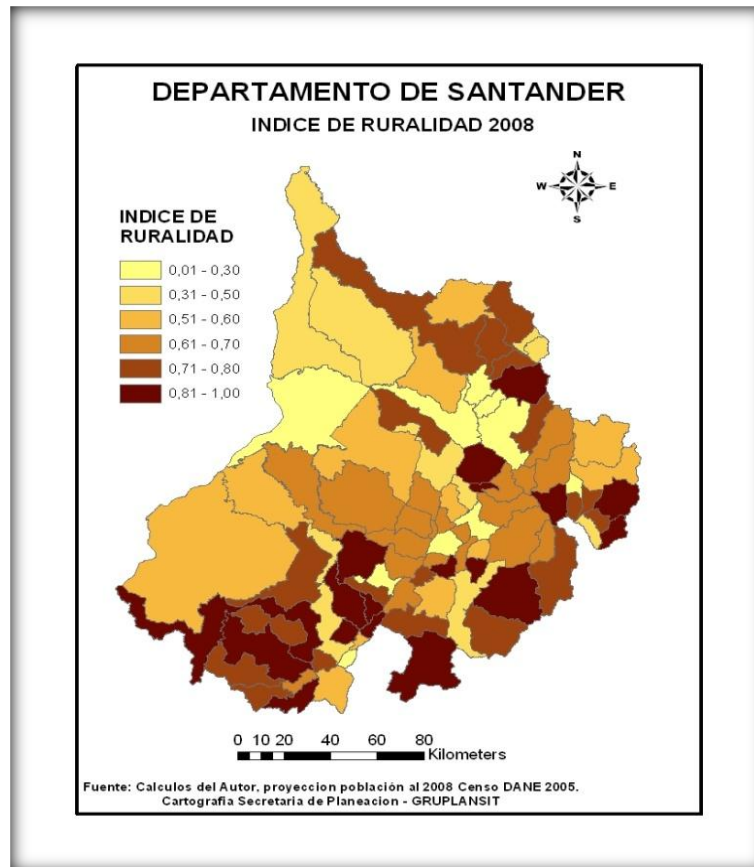 DEPARTAMENTO DE SANTANDER
INDICE DE RURALIDAD 2008
N
W E
S
INDICE DE
RURALIDAD
0,01 - 0,30
0,31 - 0,50
0,51 - 0,60
0,61 - 0,70
0,71 - 0,80
0,81 - 1,00
0 10 20 40 60 80
Kilometers
Fuente: Calculos del Autor, proyeccion población al 2008 Censo DANE 2005.
Cartografia Secretaria de Planeacion - GRUPLANSIT